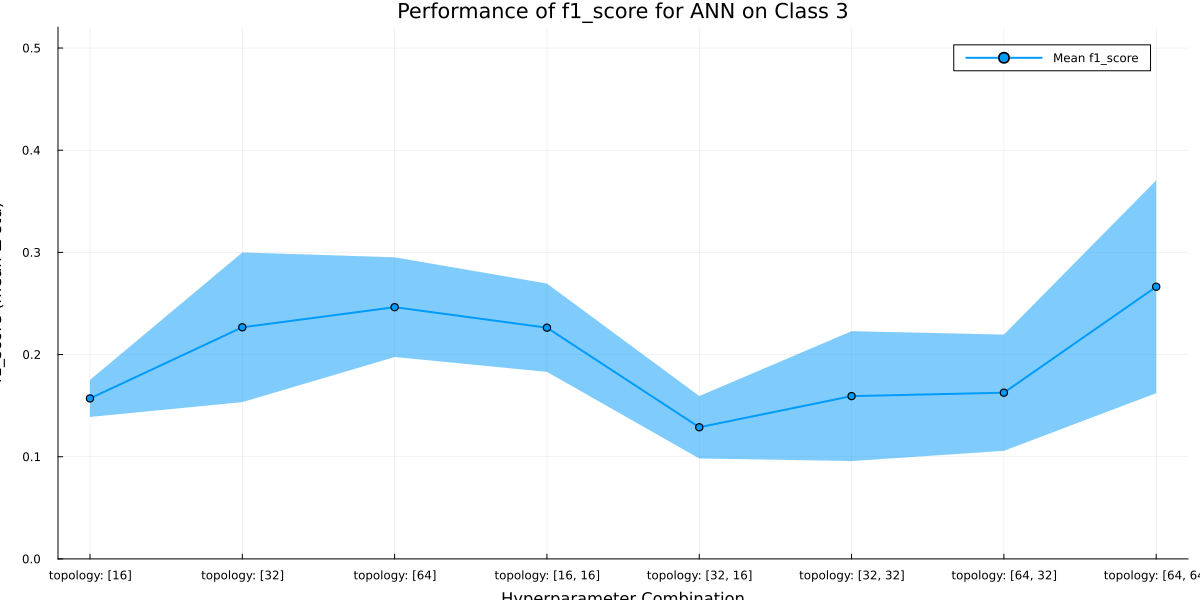 Performance of f1_score for ANN on Class 3
Mean f1_score
0.5
0.4
0.3
0.2
0.1
0.0
topology: [16] topology: [32] topology: [64] topology: [16, 16] topology: [32, 16] topology: [32, 32] topology: [64, 32] topology: [64, 64
Hyperparameter Combination